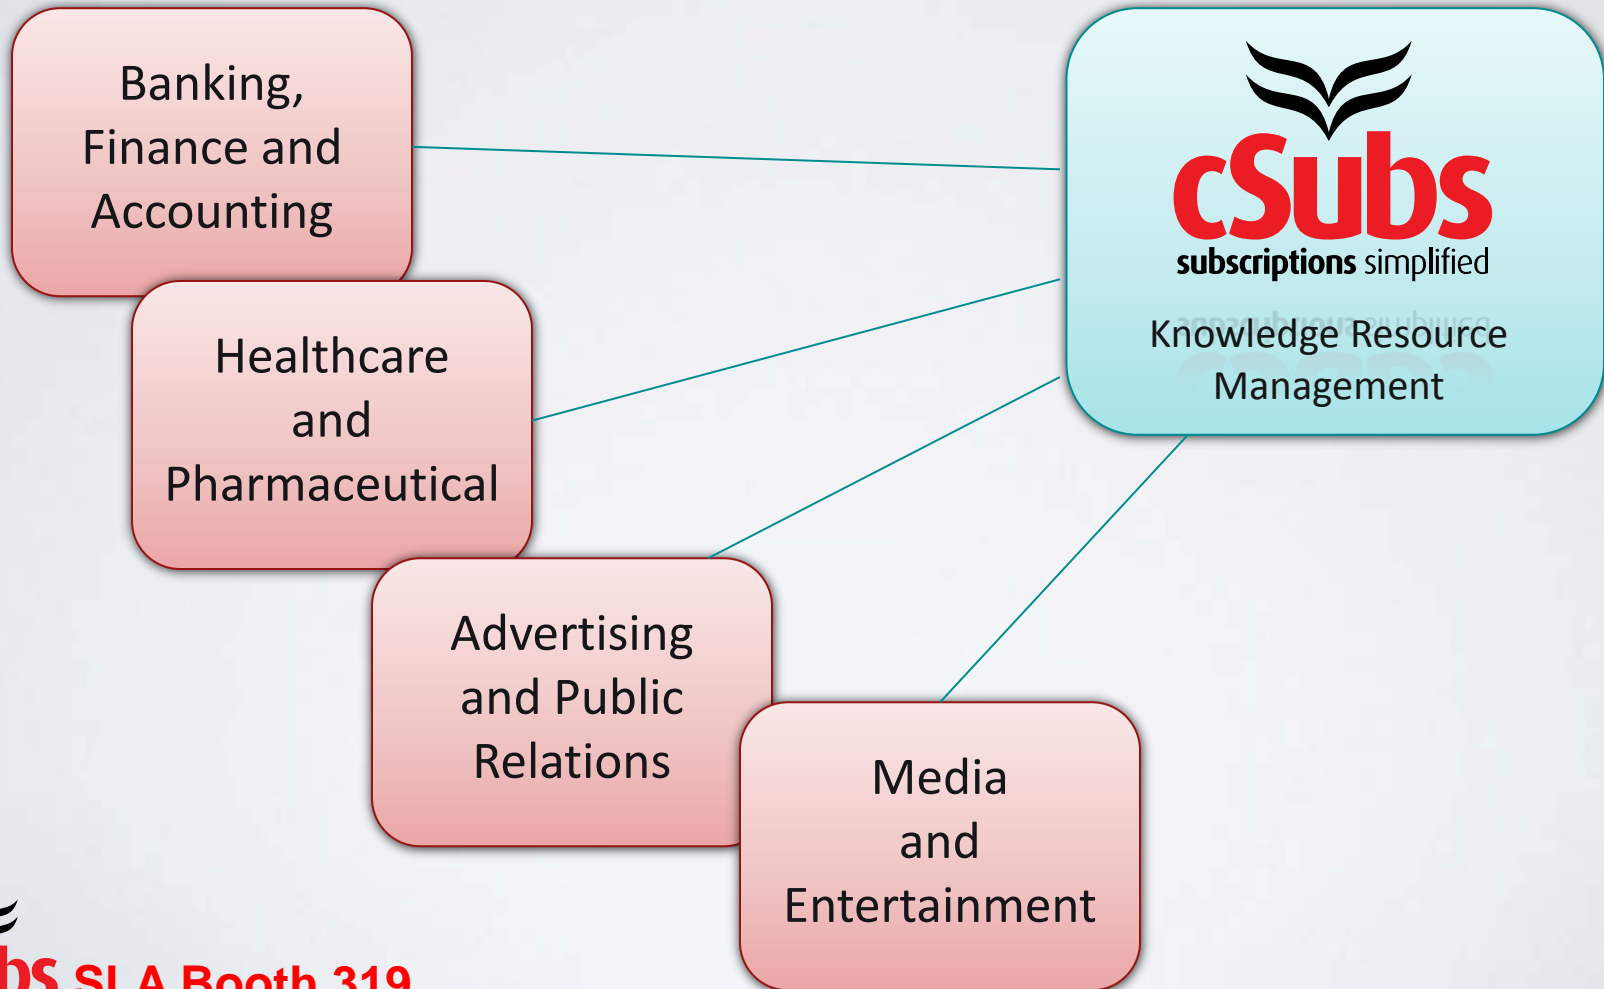 Banking,
Finance and
Accounting
Healthcare
and
Pharmaceutical
Advertising
and Public
Relations
Media
and
Entertainment
cSubs
subscriptions simplified
Knowledge Resource
Management
bs SLA Booth 319